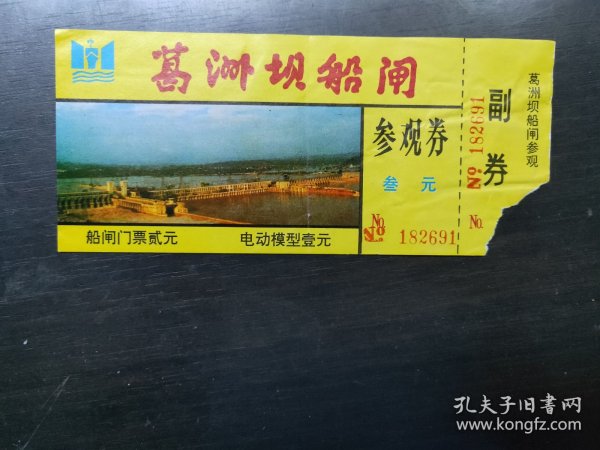 葛洲坝船闸
参观券
叁元
船闸门票贰元
电动模型壹元
No.
No 182691
副券
No 182691
No.
葛洲坝船闸参观
孔夫子旧书网
www.kongfz.com